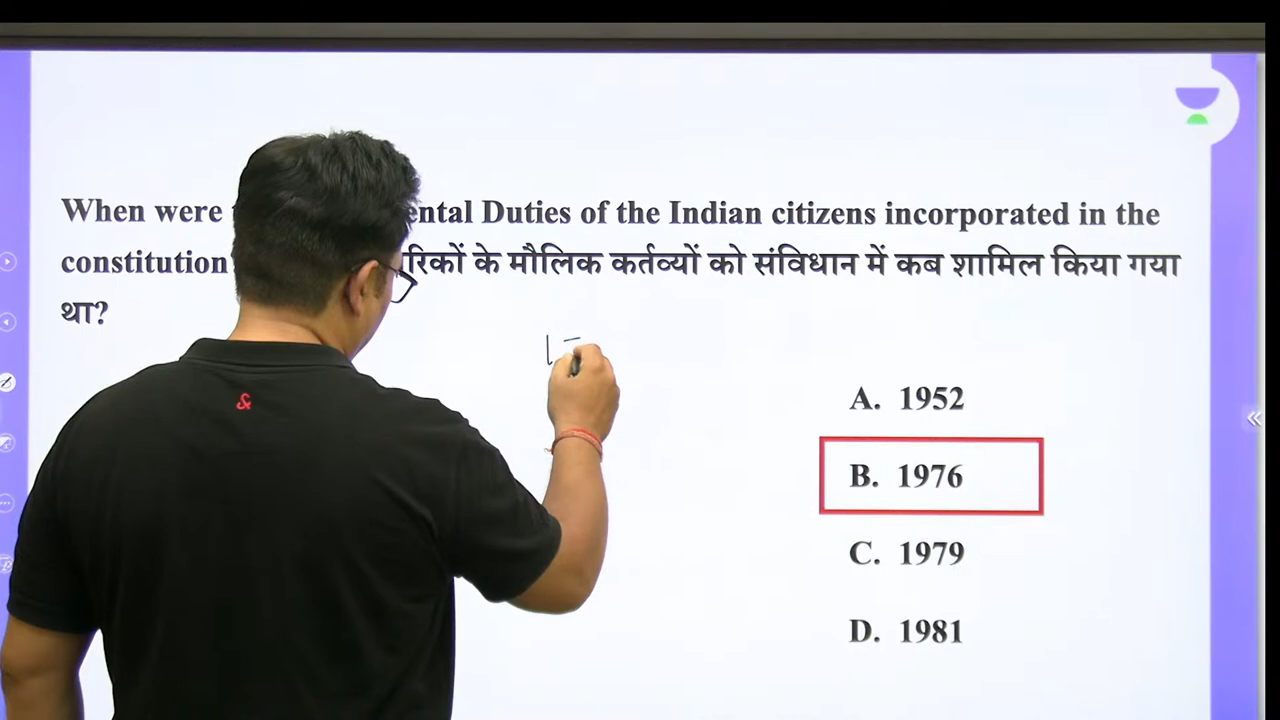 When were ental Duties of the Indian citizens incorporated in the
constitution रिकों के मौलिक कर्तव्यों को संविधान में कब शामिल किया गया
था?
A. 1952
B. 1976
C. 1979
D. 1981